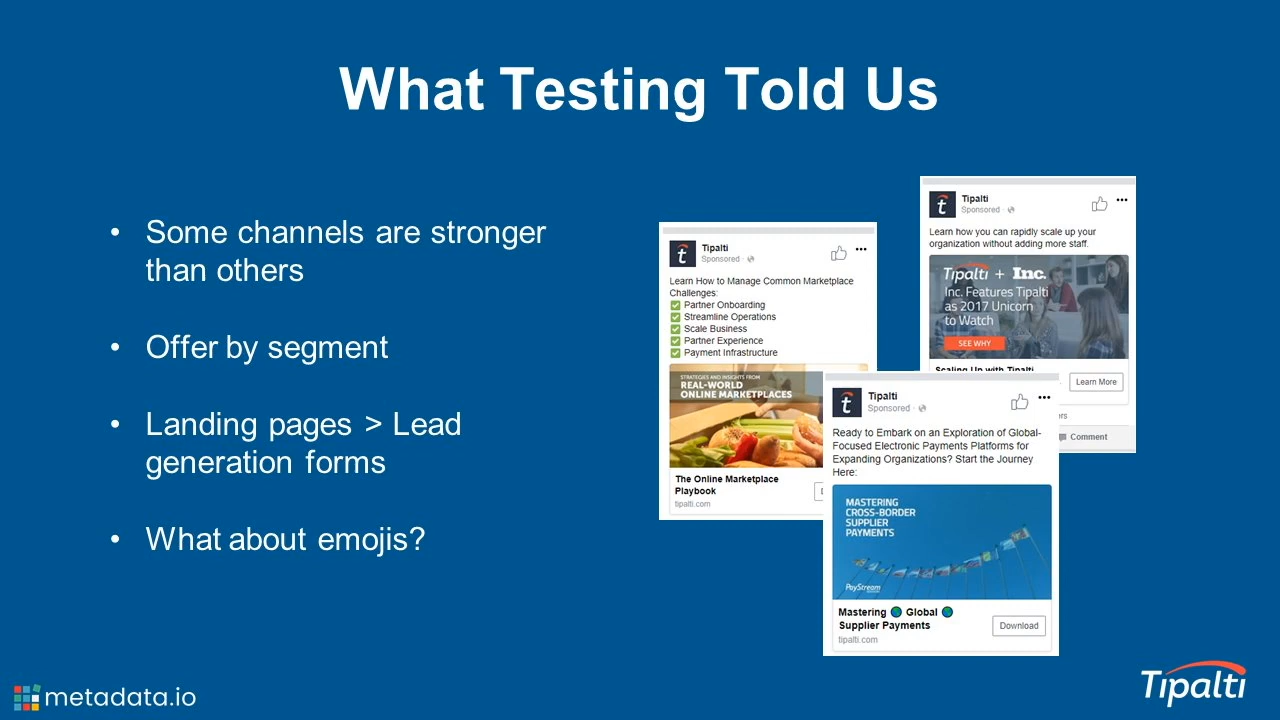 What Testing Told Us
• Some channels are stronger
than others
• Offer by segment
• Landing pages > Lead
generation forms
• What about emojis?
Tipalti
Sponsored ·
Learn How to Manage Common Marketplace
Challenges:
✅ Partner Onboarding
✅ Streamline Operations
✅ Scale Business
✅ Partner Experience
✅ Payment Infrastructure
STRATEGIES AND INSIGHTS FROM
REAL-WORLD
ONLINE MARKETPLACES
The Online Marketplace
Playbook
tipalti.com
Tipalti
Sponsored ·
Learn how you can rapidly scale up your
organization without adding more staff.
Tipalti + Inc.
Inc. Features Tipalti
as 2017 Unicorn
to Watch
SEE WHY
Scaling Up with Tipalti
Learn More
Comment
Tipalti
Sponsored ·
Ready to Embark on an Exploration of Global-
Focused Electronic Payments Platforms for
Expanding Organizations? Start the Journey
Here:
MASTERING
CROSS-BORDER
SUPPLIER
PAYMENTS
PayStream
Mastering 🌎 Global 🌎
Supplier Payments
Download
tipalti.com
metadata.io
Tipalti